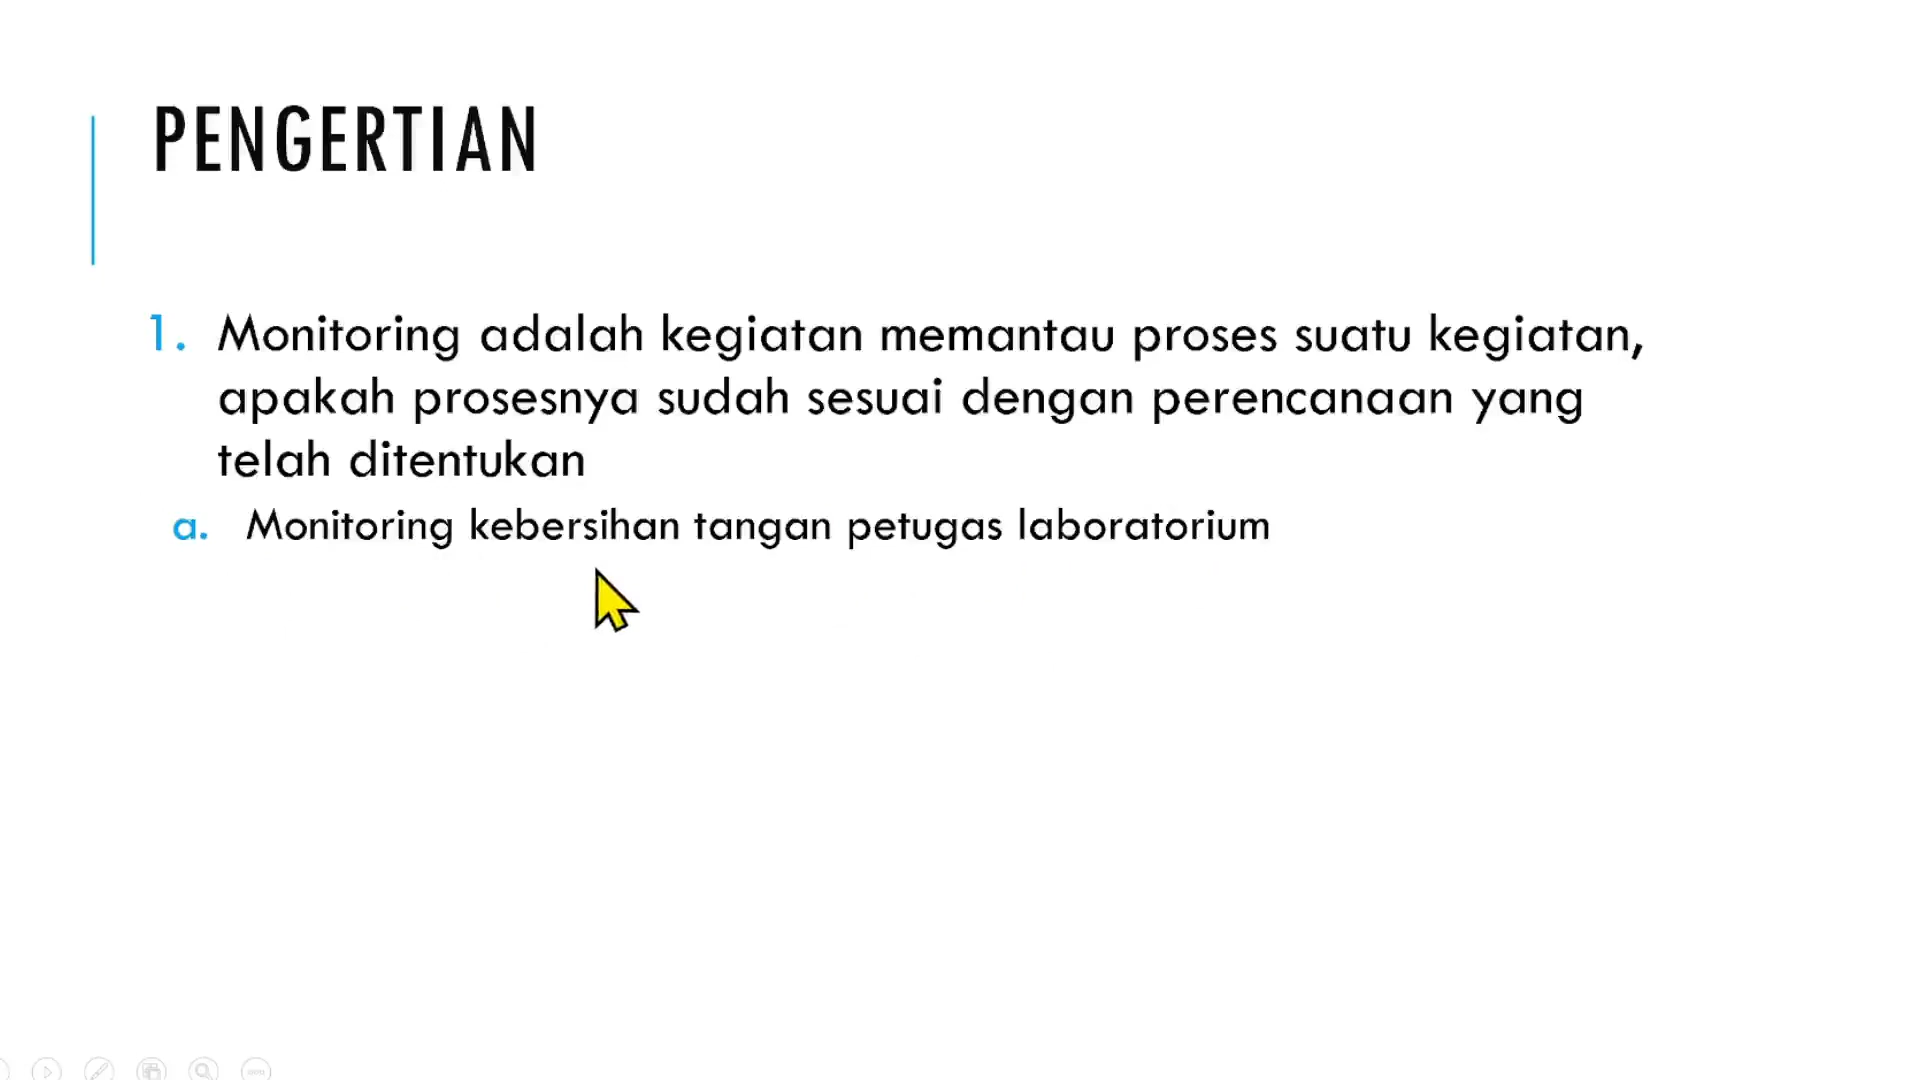 PENGERTIAN
1. Monitoring adalah kegiatan memantau proses suatu kegiatan,
apakah prosesnya sudah sesuai dengan perencanaan yang
telah ditentukan
a. Monitoring kebersihan tangan petugas laboratorium